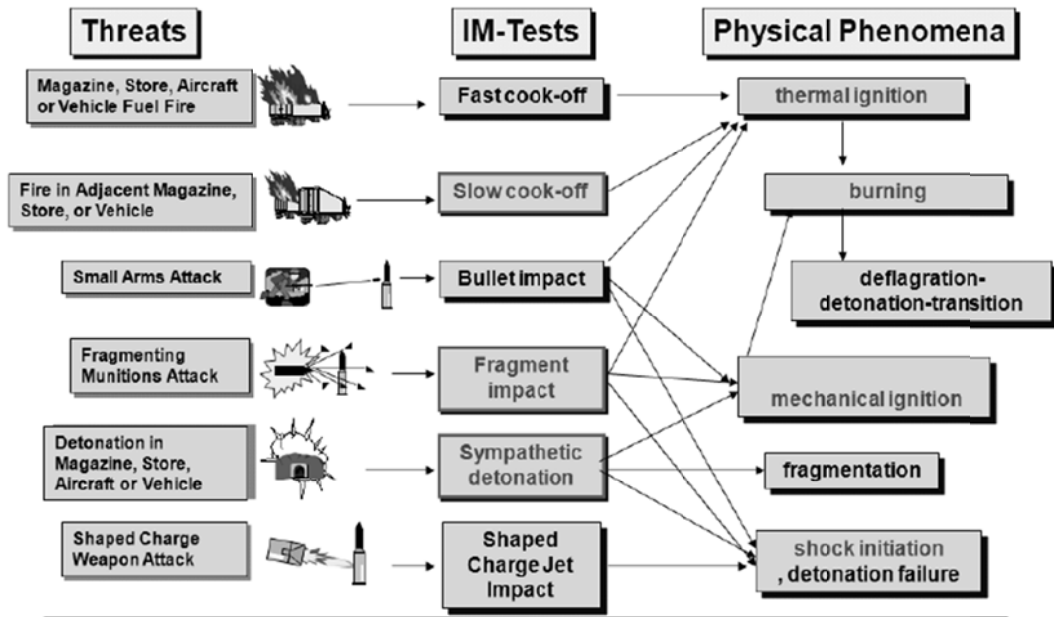 Threats
IM-Tests
Physical Phenomena
Magazine, Store, Aircraft
or Vehicle Fuel Fire
Fast cook-off
thermal ignition
Fire in Adjacent Magazine,
Store, or Vehicle
Slow cook-off
burning
Small Arms Attack
Bullet impact
deflagration-
detonation-transition
Fragmenting
Munitions Attack
Fragment
impact
mechanical ignition
Detonation in
Magazine, Store,
Aircraft or Vehicle
Sympathetic
detonation
fragmentation
Shaped Charge
Weapon Attack
Shaped
Charge Jet
Impact
shock initiation
, detonation failure